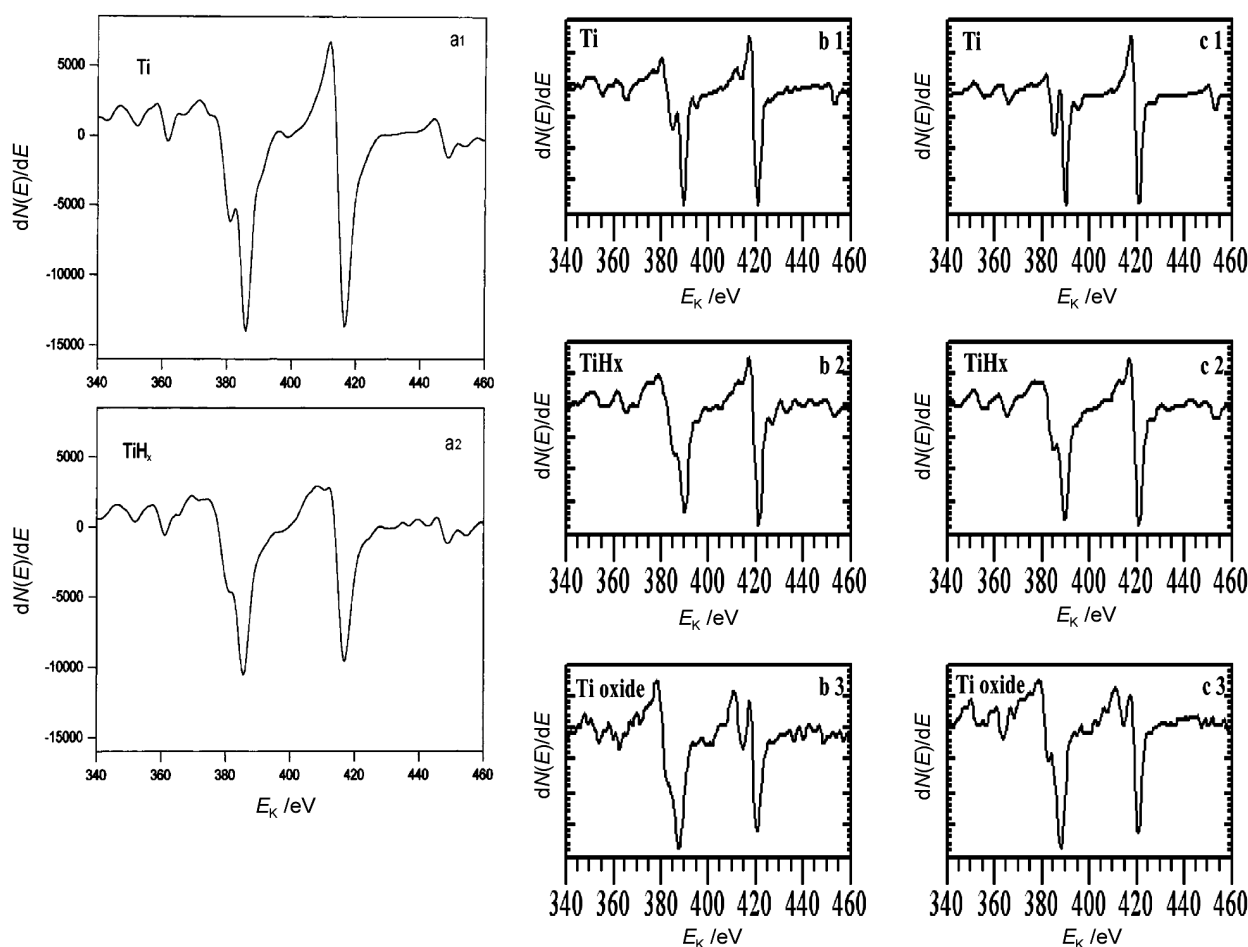 a1
Ti
5000
0
-5000
-10000
-15000
dN(E)/dE
340 360 380 400 420 440 460
a2
TiHx
5000
0
-5000
-10000
-15000
dN(E)/dE
340 360 380 400 420 440 460
EK /eV
Ti
b 1
dN(E)/dE
340 360 380 400 420 440 460
EK /eV
Ti
c 1
dN(E)/dE
340 360 380 400 420 440 460
EK /eV
TiHx
b 2
dN(E)/dE
340 360 380 400 420 440 460
EK /eV
TiHx
c 2
dN(E)/dE
340 360 380 400 420 440 460
EK /eV
Ti oxide
b 3
dN(E)/dE
340 360 380 400 420 440 460
EK /eV
Ti oxide
c 3
dN(E)/dE
340 360 380 400 420 440 460
EK /eV